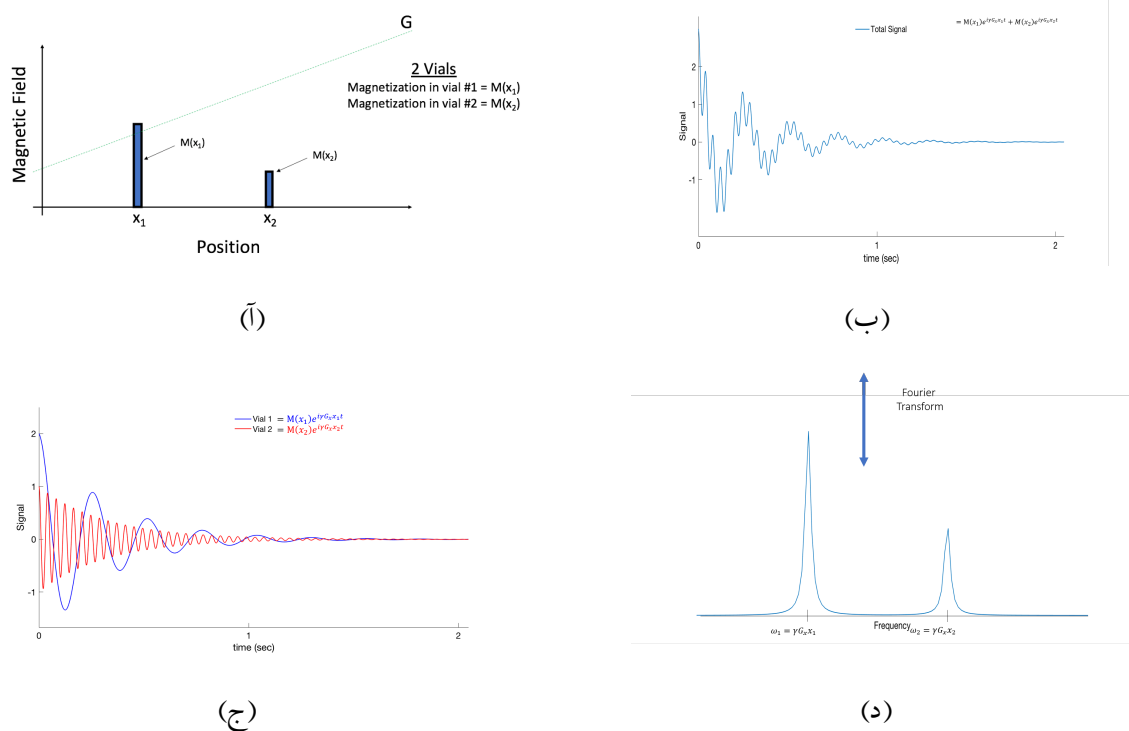 G
Magnetic Field
2 Vials
Magnetization in vial #1 = M(x₁)
Magnetization in vial #2 = M(x₂)
M(x₁)
M(x₂)
x₁
x₂
Position
(آ)
Total Signal
= M(x₁)e^{iγGₓx₁t} + M(x₂)e^{iγGₓx₂t}
2
1
0
-1
Signal
0
1
2
time (sec)
(ب)
Vial 1 = M(x₁)e^{iγGₓx₁t}
Vial 2 = M(x₂)e^{iγGₓx₂t}
2
1
0
-1
Signal
0
1
2
time (sec)
(ج)
Fourier
Transform
ω₁ = γGₓx₁
Frequency
ω₂ = γGₓx₂
(د)